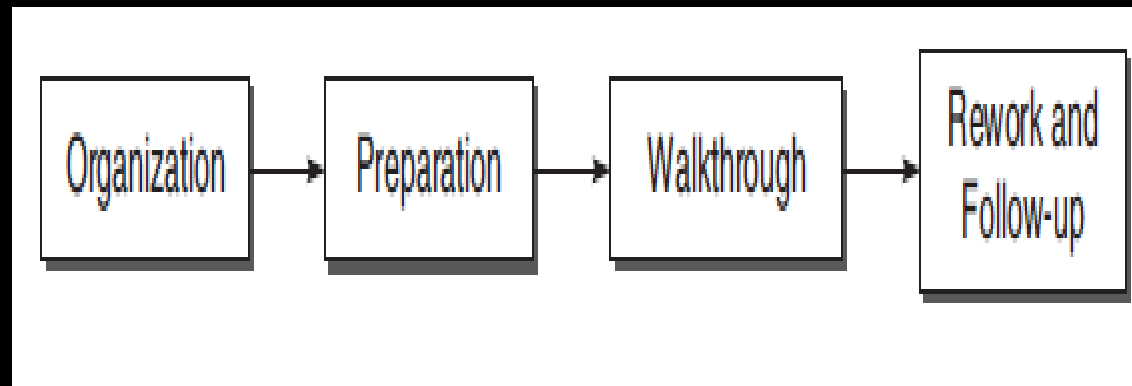 Organization
Preparation
Walkthrough
Rework and
Follow-up